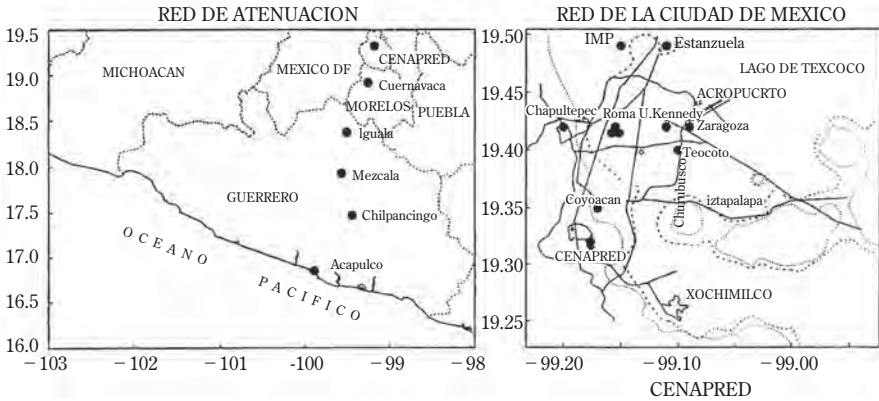 RED DE ATENUACION
19.5
19.0
18.5
18.0
17.5
17.0
16.5
16.0
MICHOACAN
MEXICO DF
CENAPRED
Cuernavaca
MORELOS
PUEBLA
Iguala
Mezcala
GUERRERO
Chilpancingo
Acapulco
OCEANO
PACIFICO
-103
-102
-101
-100
-99
-98
RED DE LA CIUDAD DE MEXICO
19.50
19.45
19.40
19.35
19.30
19.25
IMP
Estanzuela
LAGO DE TEXCOCO
ACROPUCRTO
Chapultepec
Roma
U.Kennedy
Zaragoza
Teocoto
Coyoacan
Churubusco
iztapalapa
CENAPRED
XOCHIMILCO
-99.20
-99.10
-99.00
CENAPRED